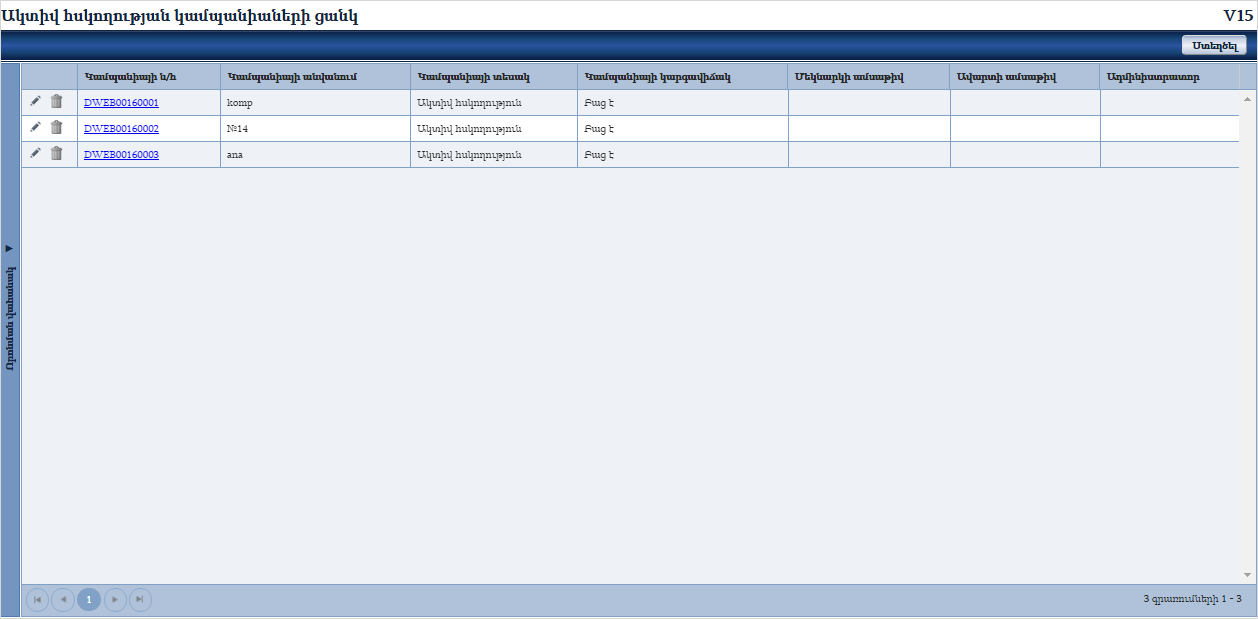 Ակտիվ հսկողության կամպանիաների ցանկ V15
Ստեղծել
Կամպանիայի ն/հ Կամպանիայի անվանում Կամպանիայի տեսակ Կամպանիայի կարգավիճակ Մեկնարկի ամսաթիվ Ավարտի ամսաթիվ Ադմինիստրատոր
DWEB00160001 komp Ակտիվ հսկողություն Բաց է
DWEB00160002 №14 Ակտիվ հսկողություն Բաց է
DWEB00160003 ana Ակտիվ հսկողություն Բաց է
Որոնման վահանակ
1
3 գրառումների 1 - 3